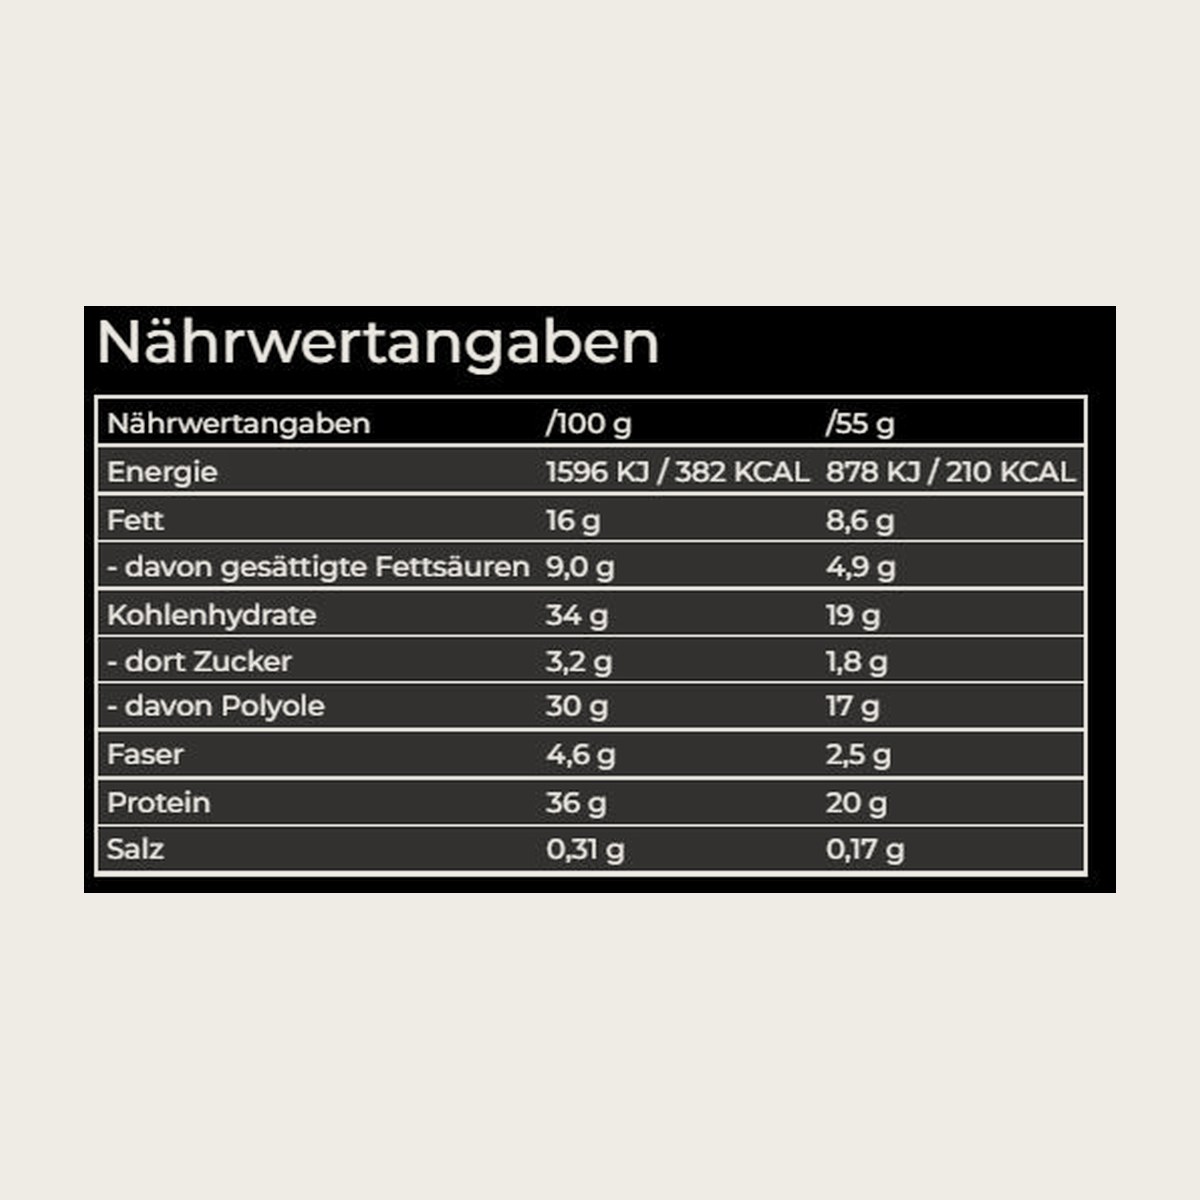 Nährwertangaben
Nährwertangaben /100 g /55 g
Energie 1596 KJ / 382 KCAL 878 KJ / 210 KCAL
Fett 16 g 8,6 g
- davon gesättigte Fettsäuren 9,0 g 4,9 g
Kohlenhydrate 34 g 19 g
- dort Zucker 3,2 g 1,8 g
- davon Polyole 30 g 17 g
Faser 4,6 g 2,5 g
Protein 36 g 20 g
Salz 0,31 g 0,17 g